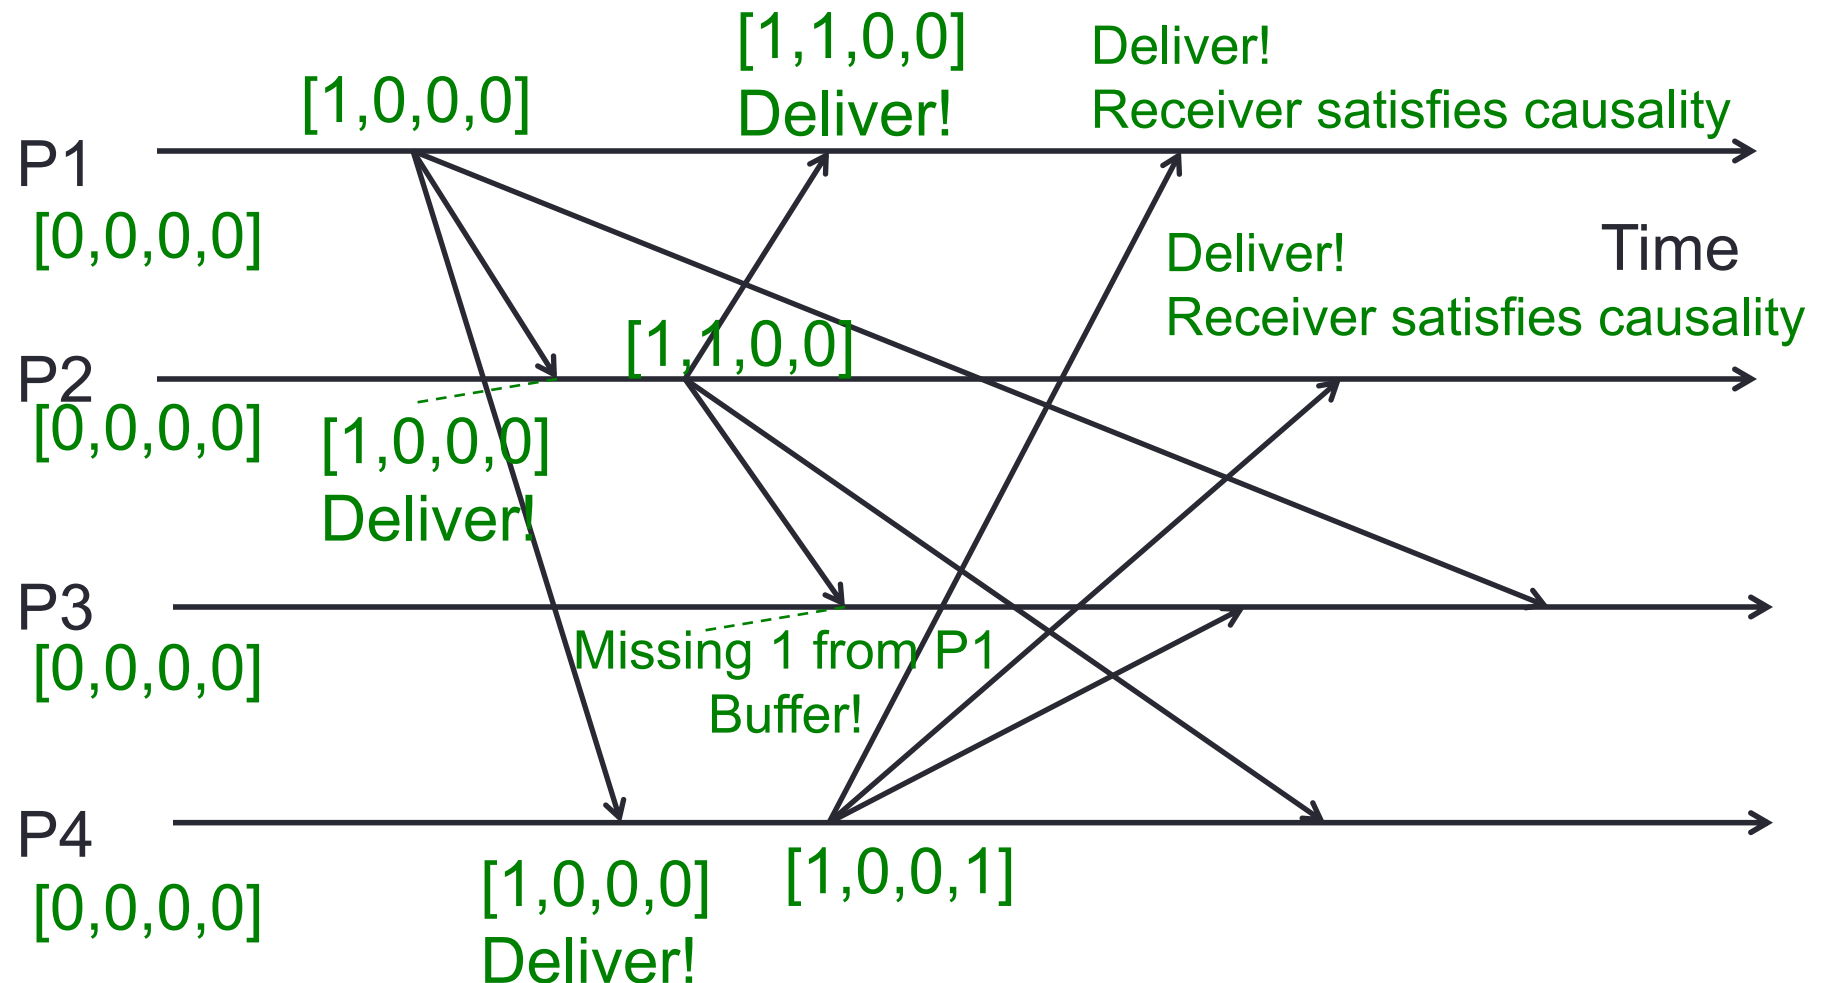 [1,1,0,0]
Deliver!
Deliver!
Receiver satisfies causality
[1,0,0,0]
P1
[0,0,0,0]
Time
Deliver!
Receiver satisfies causality
[1,1,0,0]
P2
[0,0,0,0]
[1,0,0,0]
Deliver!
P3
[0,0,0,0]
Missing 1 from P1
Buffer!
P4
[0,0,0,0]
[1,0,0,0]
Deliver!
[1,0,0,1]